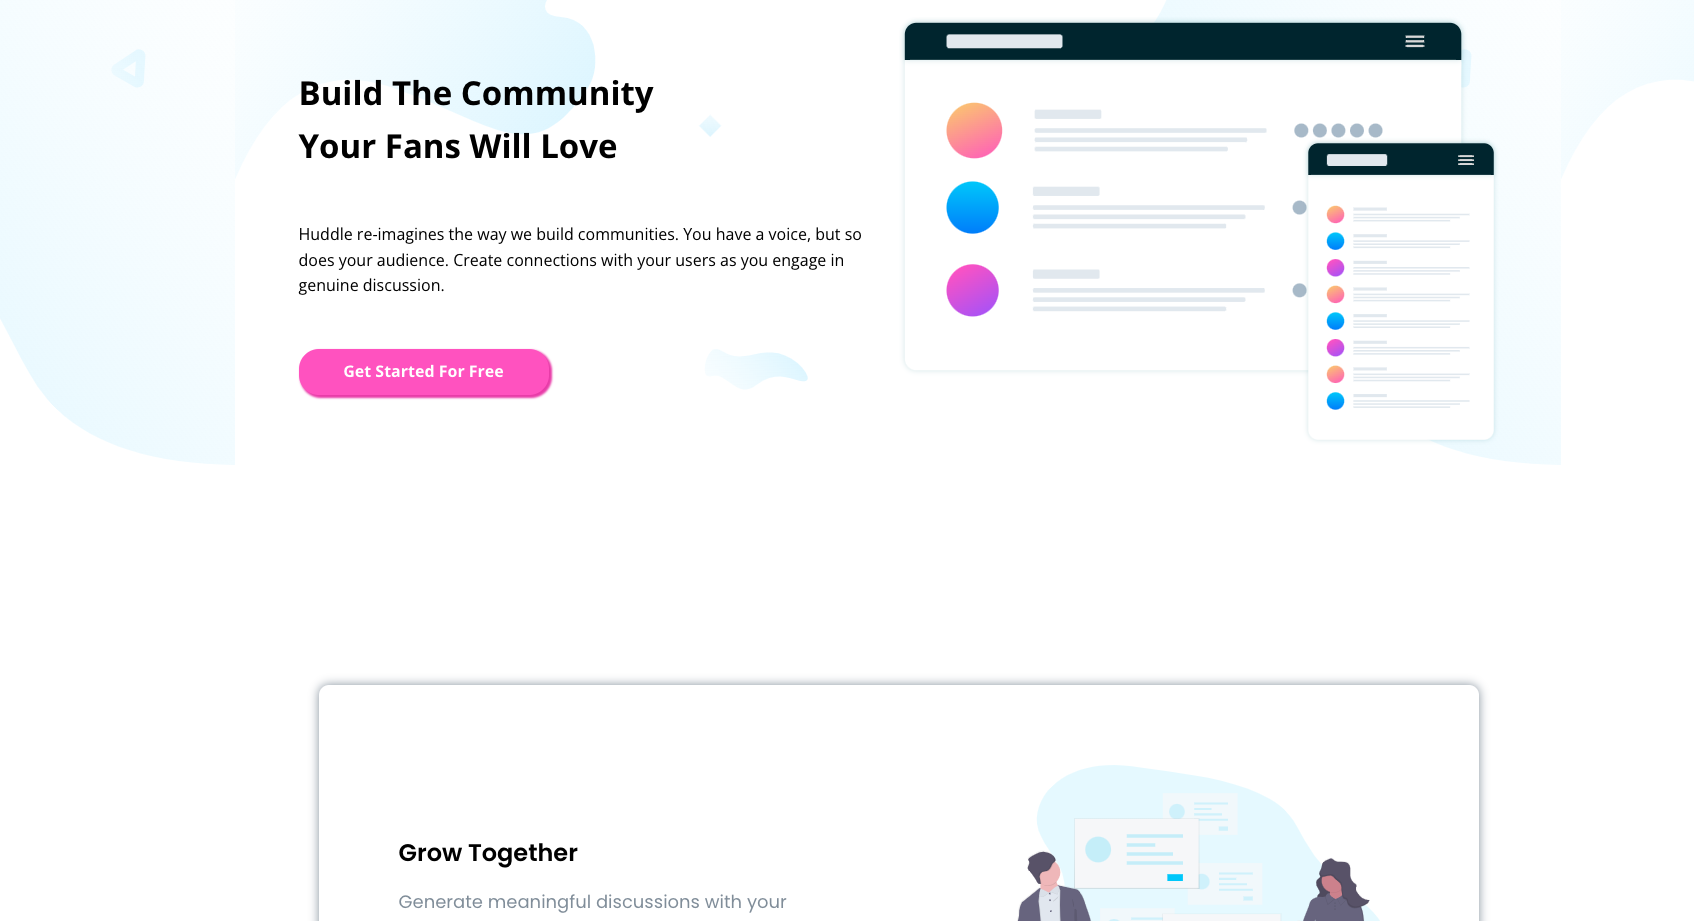 Build The Community
Your Fans Will Love
Huddle re-imagines the way we build communities. You have a voice, but so
does your audience. Create connections with your users as you engage in
genuine discussion.
Get Started For Free
Grow Together
Generate meaningful discussions with your